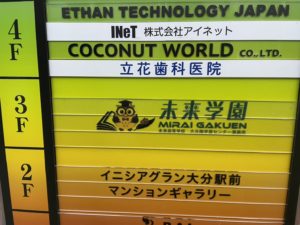 ETHAN TECHNOLOGY JAPAN
4F
INeT 株式会社アイネット
COCONUT WORLD CO., LTD.
立花歯科医院
3F
未来学園
MIRAI GAKUEN
2F
イニシアグラン大分駅前
マンションギャラリー